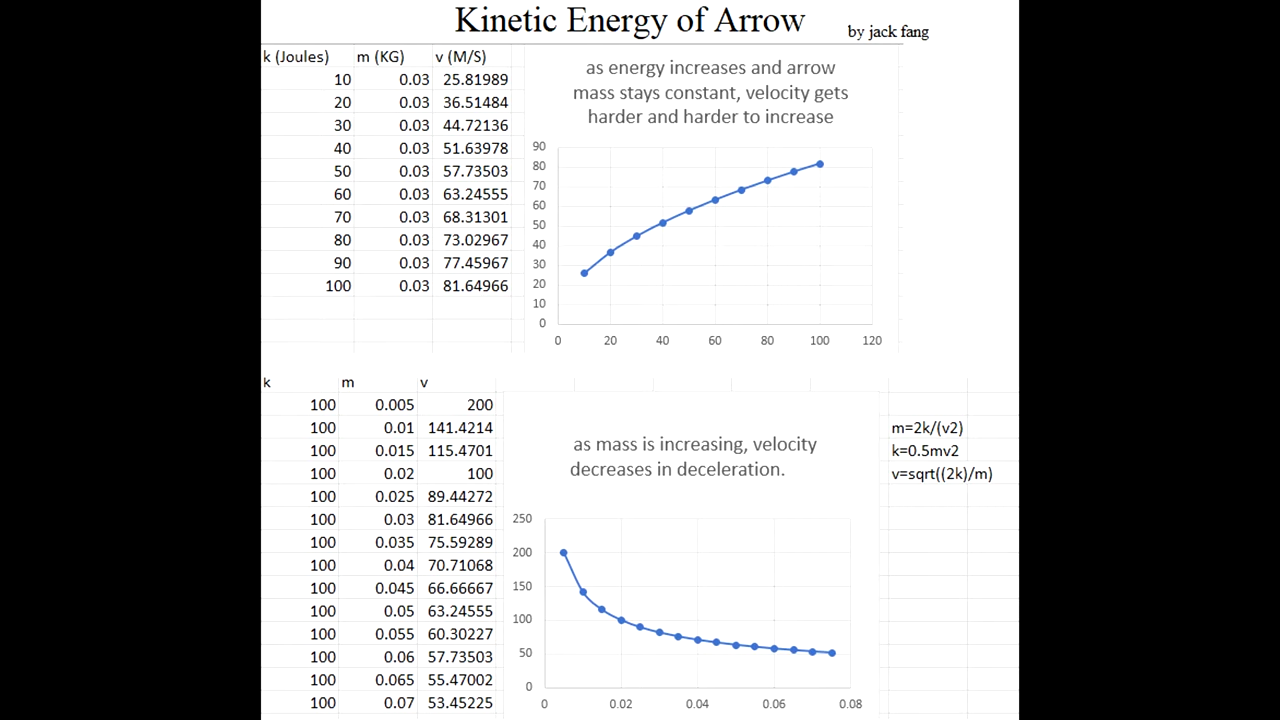 Kinetic Energy of Arrow
by jack fang
k (Joules) m (KG) v (M/S)
10 0.03 25.81989
20 0.03 36.51484
30 0.03 44.72136
40 0.03 51.63978
50 0.03 57.73503
60 0.03 63.24555
70 0.03 68.31301
80 0.03 73.02967
90 0.03 77.45967
100 0.03 81.64966
as energy increases and arrow
mass stays constant, velocity gets
harder and harder to increase
90
80
70
60
50
40
30
20
10
0
0 20 40 60 80 100 120
k m v
100 0.005 200
100 0.01 141.4214
100 0.015 115.4701
100 0.02 100
100 0.025 89.44272
100 0.03 81.64966
100 0.035 75.59289
100 0.04 70.71068
100 0.045 66.66667
100 0.05 63.24555
100 0.055 60.30227
100 0.06 57.73503
100 0.065 55.47002
100 0.07 53.45225
as mass is increasing, velocity
decreases in deceleration.
250
200
150
100
50
0
0 0.02 0.04 0.06 0.08
m=2k/(v2)
k=0.5mv2
v=sqrt((2k)/m)